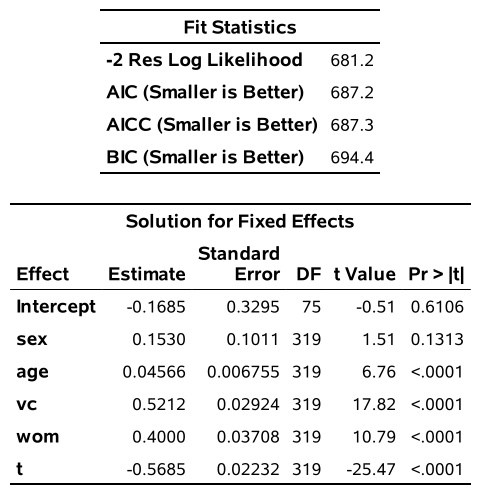 Fit Statistics
-2 Res Log Likelihood 681.2
AIC (Smaller is Better) 687.2
AICC (Smaller is Better) 687.3
BIC (Smaller is Better) 694.4
Solution for Fixed Effects
Effect Estimate Standard Error DF t Value Pr > |t|
Intercept -0.1685 0.3295 75 -0.51 0.6106
sex 0.1530 0.1011 319 1.51 0.1313
age 0.04566 0.006755 319 6.76 <.0001
vc 0.5212 0.02924 319 17.82 <.0001
wom 0.4000 0.03708 319 10.79 <.0001
t -0.5685 0.02232 319 -25.47 <.0001